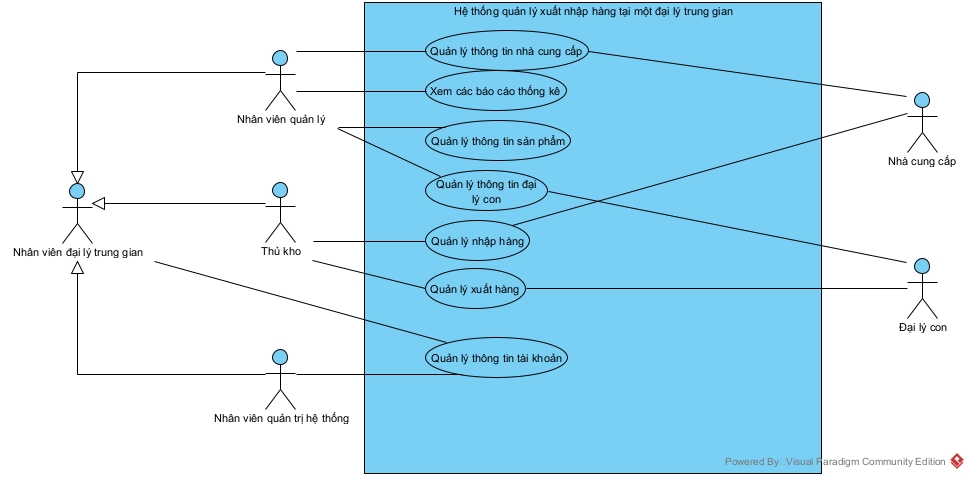 Hệ thống quản lý xuất nhập hàng tại một đại lý trung gian
Quản lý thông tin nhà cung cấp
Xem các báo cáo thống kê
Nhân viên quản lý
Quản lý thông tin sản phẩm
Nhà cung cấp
Quản lý thông tin đại
lý con
Nhân viên đại lý trung gian
Thủ kho
Quản lý nhập hàng
Quản lý xuất hàng
Đại lý con
Quản lý thông tin tài khoản
Nhân viên quản trị hệ thống
Powered By: Visual Paradigm Community Edition